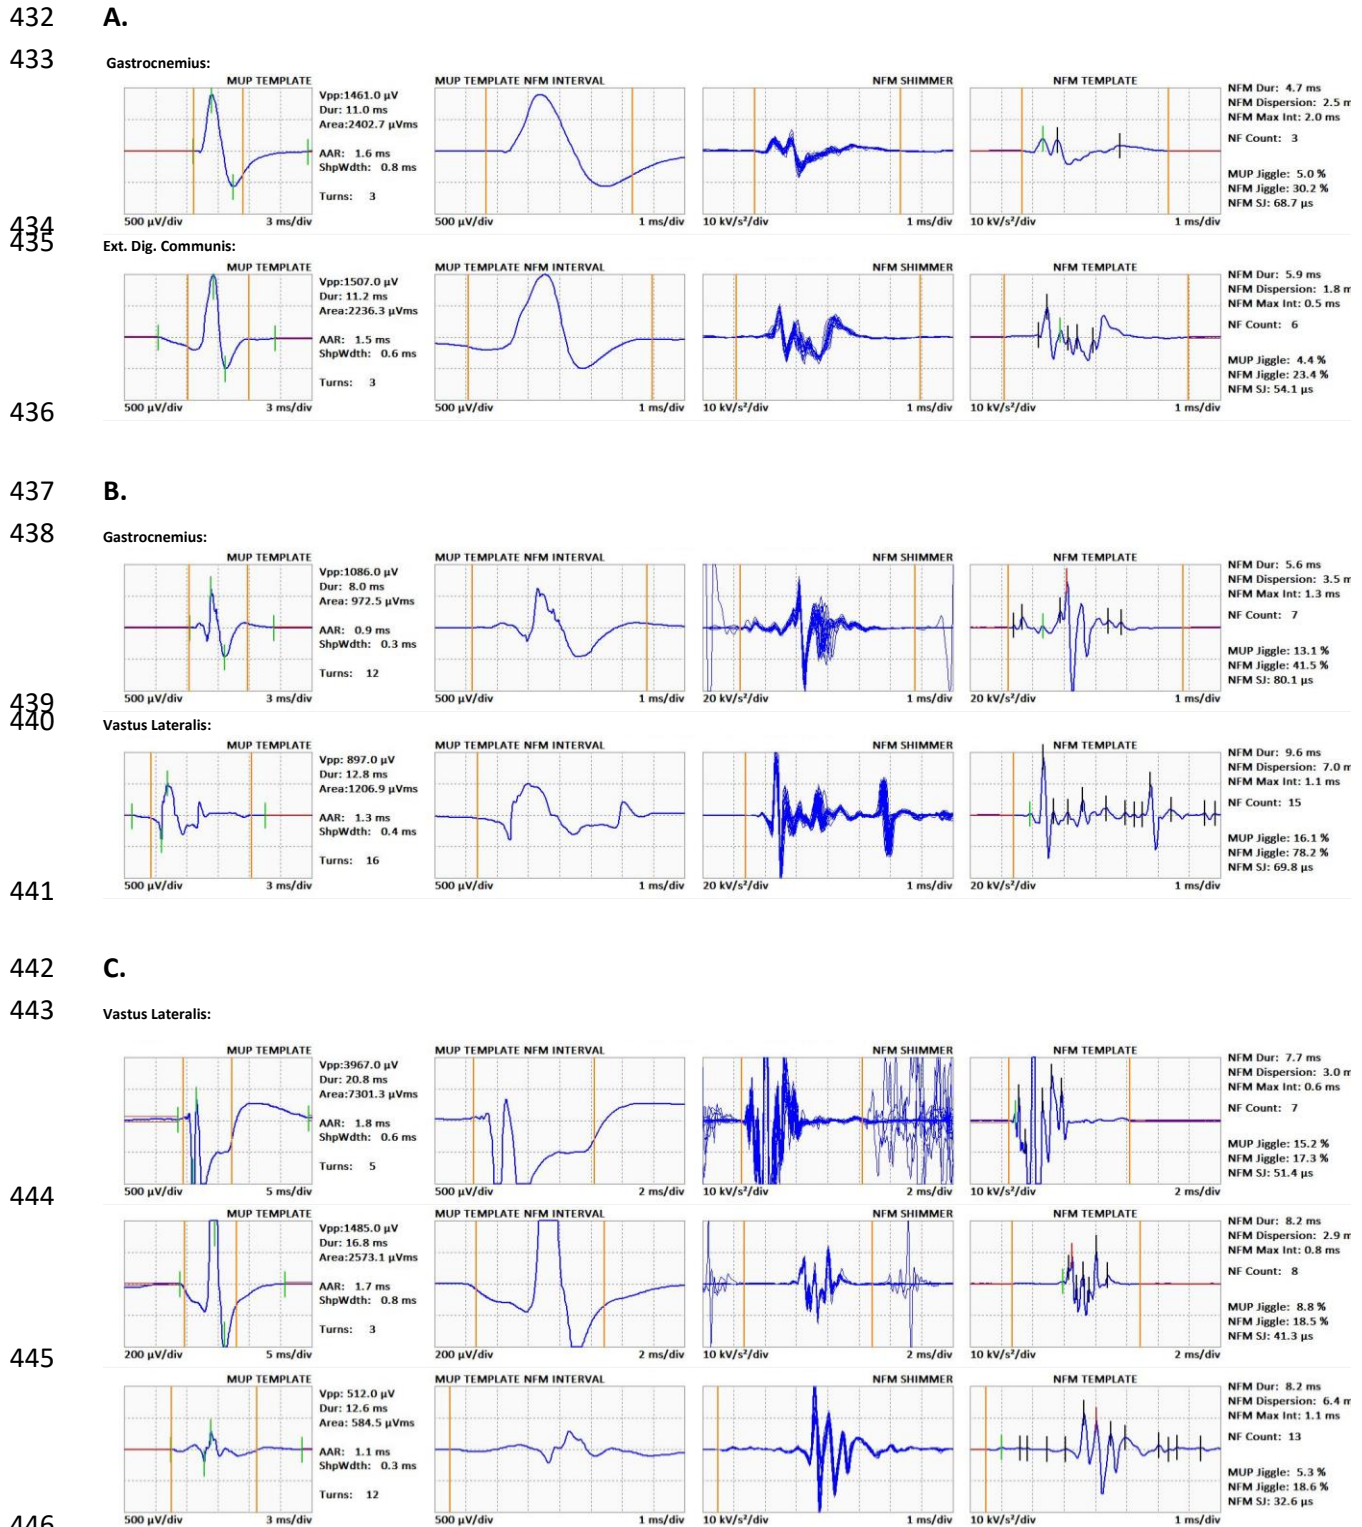 432 A.
433 Gastrocnemius:
MUP TEMPLATE MUP TEMPLATE NFM INTERVAL NFM SHIMMER NFM TEMPLATE
Vpp:1461.0 µV
Dur: 11.0 ms
Area:2402.7 µVms
AAR: 1.6 ms
ShpWdth: 0.8 ms
Turns: 3
NFM Dur: 4.7 ms
NFM Dispersion: 2.5 m
NFM Max Int: 2.0 ms
NF Count: 3
MUP Jiggle: 5.0 %
NFM Jiggle: 30.2 %
NFM SJ: 68.7 µs
500 µV/div 3 ms/div 500 µV/div 1 ms/div 10 kV/s²/div 1 ms/div 10 kV/s²/div 1 ms/div
434
435 Ext. Dig. Communis:
MUP TEMPLATE MUP TEMPLATE NFM INTERVAL NFM SHIMMER NFM TEMPLATE
Vpp:1507.0 µV
Dur: 11.2 ms
Area:2236.3 µVms
AAR: 1.5 ms
ShpWdth: 0.6 ms
Turns: 3
NFM Dur: 5.9 ms
NFM Dispersion: 1.8 m
NFM Max Int: 0.5 ms
NF Count: 6
MUP Jiggle: 4.4 %
NFM Jiggle: 23.4 %
NFM SJ: 54.1 µs
500 µV/div 3 ms/div 500 µV/div 1 ms/div 10 kV/s²/div 1 ms/div 10 kV/s²/div 1 ms/div
436
437 B.
438 Gastrocnemius:
MUP TEMPLATE MUP TEMPLATE NFM INTERVAL NFM SHIMMER NFM TEMPLATE
Vpp:1086.0 µV
Dur: 8.0 ms
Area: 972.5 µVms
AAR: 0.9 ms
ShpWdth: 0.3 ms
Turns: 12
NFM Dur: 5.6 ms
NFM Dispersion: 3.5 m
NFM Max Int: 1.3 ms
NF Count: 7
MUP Jiggle: 13.1 %
NFM Jiggle: 41.5 %
NFM SJ: 80.1 µs
500 µV/div 3 ms/div 500 µV/div 1 ms/div 20 kV/s²/div 1 ms/div 20 kV/s²/div 1 ms/div
439
440 Vastus Lateralis:
MUP TEMPLATE MUP TEMPLATE NFM INTERVAL NFM SHIMMER NFM TEMPLATE
Vpp: 897.0 µV
Dur: 12.8 ms
Area:1206.9 µVms
AAR: 1.3 ms
ShpWdth: 0.4 ms
Turns: 16
NFM Dur: 9.6 ms
NFM Dispersion: 7.0 m
NFM Max Int: 1.1 ms
NF Count: 15
MUP Jiggle: 16.1 %
NFM Jiggle: 78.2 %
NFM SJ: 69.8 µs
500 µV/div 3 ms/div 500 µV/div 1 ms/div 20 kV/s²/div 1 ms/div 20 kV/s²/div 1 ms/div
441
442 C.
443 Vastus Lateralis:
MUP TEMPLATE MUP TEMPLATE NFM INTERVAL NFM SHIMMER NFM TEMPLATE
Vpp:3967.0 µV
Dur: 20.8 ms
Area:7301.3 µVms
AAR: 1.8 ms
ShpWdth: 0.6 ms
Turns: 5
NFM Dur: 7.7 ms
NFM Dispersion: 3.0 m
NFM Max Int: 0.6 ms
NF Count: 7
MUP Jiggle: 15.2 %
NFM Jiggle: 17.3 %
NFM SJ: 51.4 µs
500 µV/div 5 ms/div 500 µV/div 2 ms/div 10 kV/s²/div 2 ms/div 10 kV/s²/div 2 ms/div
444
MUP TEMPLATE MUP TEMPLATE NFM INTERVAL NFM SHIMMER NFM TEMPLATE
Vpp:1485.0 µV
Dur: 16.8 ms
Area:2573.1 µVms
AAR: 1.7 ms
ShpWdth: 0.8 ms
Turns: 3
NFM Dur: 8.2 ms
NFM Dispersion: 2.9 m
NFM Max Int: 0.8 ms
NF Count: 8
MUP Jiggle: 8.8 %
NFM Jiggle: 18.5 %
NFM SJ: 41.3 µs
200 µV/div 5 ms/div 200 µV/div 2 ms/div 10 kV/s²/div 2 ms/div 10 kV/s²/div 2 ms/div
445
MUP TEMPLATE MUP TEMPLATE NFM INTERVAL NFM SHIMMER NFM TEMPLATE
Vpp: 512.0 µV
Dur: 12.6 ms
Area: 584.5 µVms
AAR: 1.1 ms
ShpWdth: 0.3 ms
Turns: 12
NFM Dur: 8.2 ms
NFM Dispersion: 6.4 m
NFM Max Int: 1.1 ms
NF Count: 13
MUP Jiggle: 5.3 %
NFM Jiggle: 18.6 %
NFM SJ: 32.6 µs
500 µV/div 3 ms/div 500 µV/div 1 ms/div 10 kV/s²/div 1 ms/div 10 kV/s²/div 1 ms/div
446